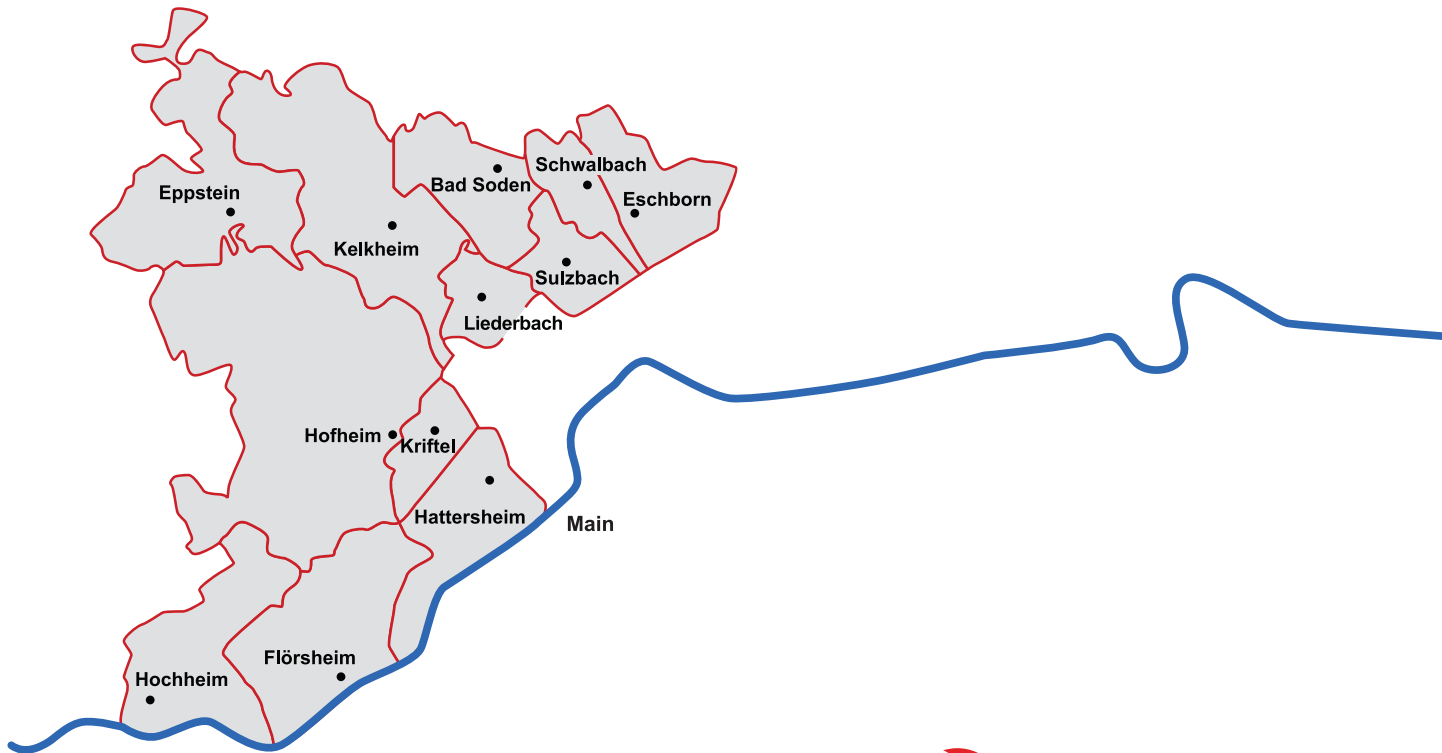 Schwalbach
Bad Soden
Eppstein
Eschborn
Kelkheim
Sulzbach
Liederbach
Hofheim
Kriftel
Hattersheim
Main
Flörsheim
Hochheim